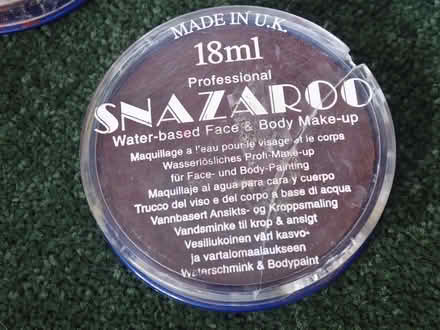 MADE IN U.K.
18ml
Professional
SNAZAROO
Water-based Face & Body Make-up
Maquillage a l'eau pour le visage et le corps
Wasserlösliches Profi-Make-up
für Face- und Body-Painting
Maquillaje al agua para cara y cuerpo
Trucco del viso e del corpo a base di acqua
Vannbasert Ansikts- og Kroppsmaling
Vandsminke til krop & ansigt
Vesiliukoinen väri kasvo-
ja vartalomaalaukseen
Waterschmink & Bodypaint